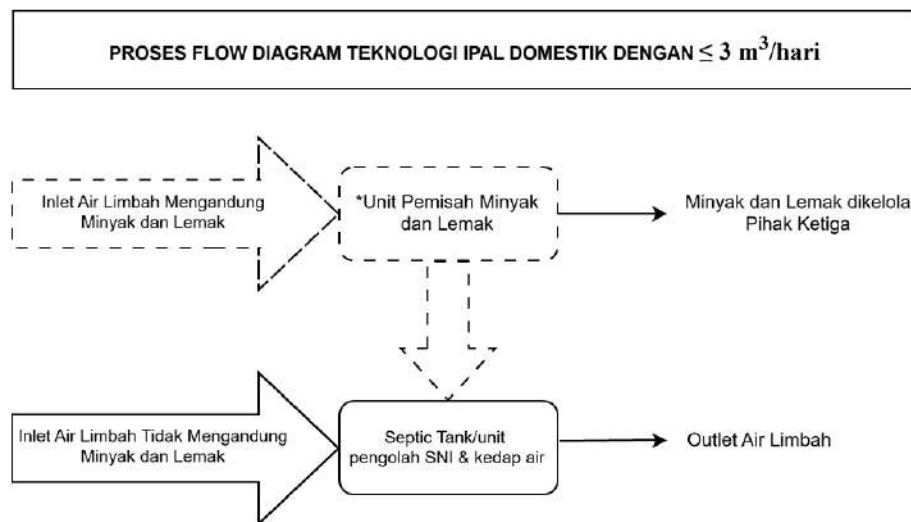 PROSES FLOW DIAGRAM TEKNOLOGI IPAL DOMESTIK DENGAN ≤ 3 m³/hari
Inlet Air Limbah Mengandung
Minyak dan Lemak
*Unit Pemisah Minyak
dan Lemak
Minyak dan Lemak dikelola
Pihak Ketiga
Inlet Air Limbah Tidak Mengandung
Minyak dan Lemak
Septic Tank/unit
pengolah SNI & kedap air
Outlet Air Limbah